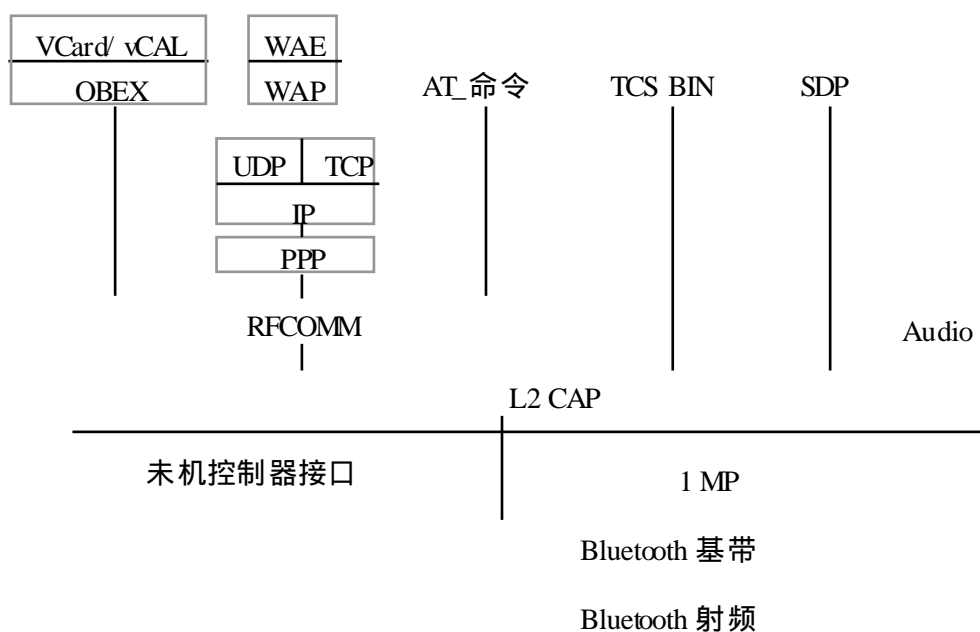 VCard/ vCAL
WAE
OBEX
WAP
AT_命令
TCS BIN
SDP
UDP
TCP
IP
PPP
RFCOMM
Audio
L2 CAP
未机控制器接口
1 MP
Bluetooth 基带
Bluetooth 射频